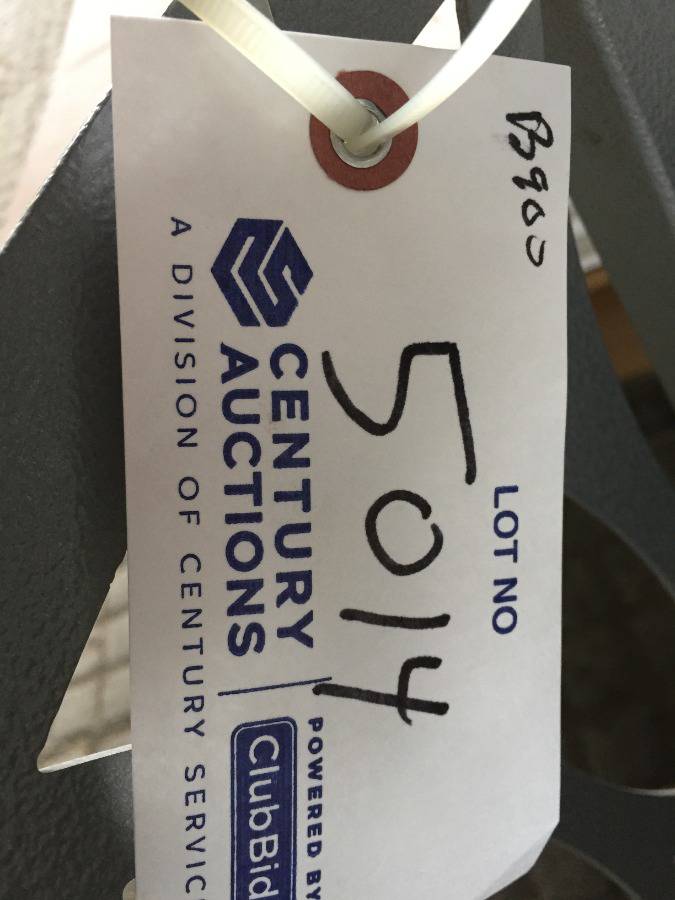 B900
LOT NO
5014
CENTURY
AUCTIONS
POWERED BY
ClubBid
A DIVISION OF CENTURY SERVIC